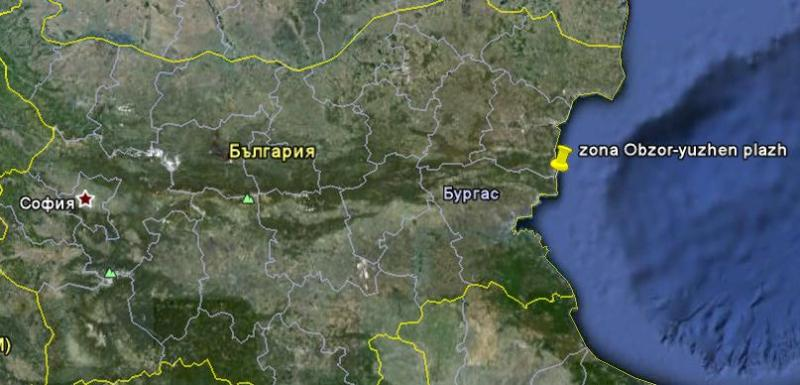 България
zona Obzor-yuzhen plazh
Бургас
София
)